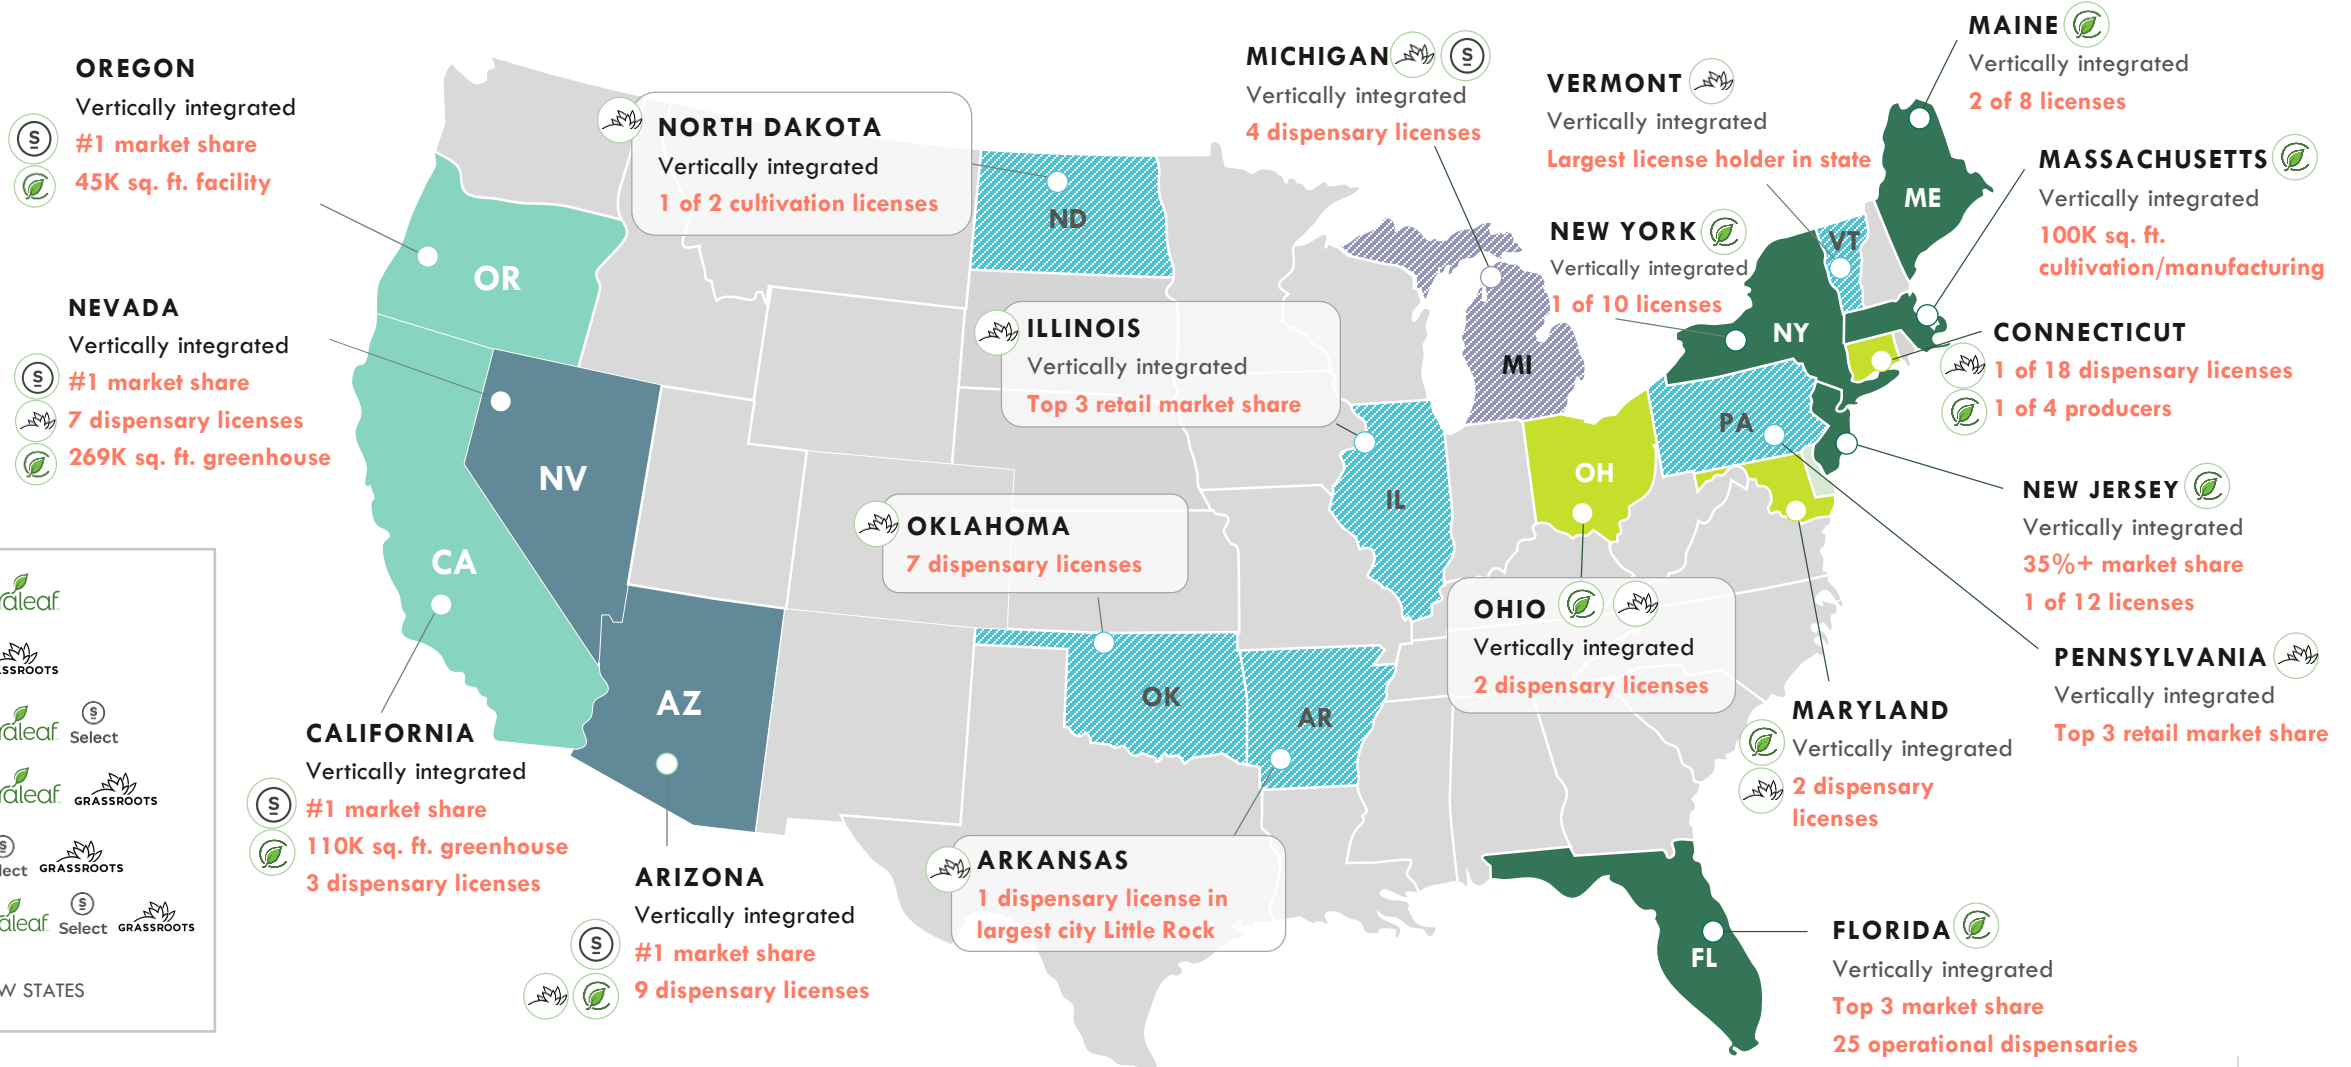 OREGON
Vertically integrated
#1 market share
45K sq. ft. facility
NEVADA
Vertically integrated
#1 market share
7 dispensary licenses
269K sq. ft. greenhouse
NORTH DAKOTA
Vertically integrated
1 of 2 cultivation licenses
MICHIGAN
Vertically integrated
4 dispensary licenses
VERMONT
Vertically integrated
Largest license holder in state
MAINE
Vertically integrated
2 of 8 licenses
MASSACHUSETTS
Vertically integrated
100K sq. ft.
cultivation/manufacturing
NEW YORK
Vertically integrated
1 of 10 licenses
CONNECTICUT
1 of 18 dispensary licenses
1 of 4 producers
ILLINOIS
Vertically integrated
Top 3 retail market share
OKLAHOMA
7 dispensary licenses
NEW JERSEY
Vertically integrated
35%+ market share
1 of 12 licenses
OHIO
Vertically integrated
2 dispensary licenses
PENNSYLVANIA
Vertically integrated
Top 3 retail market share
MARYLAND
Vertically integrated
2 dispensary
licenses
CALIFORNIA
Vertically integrated
#1 market share
110K sq. ft. greenhouse
3 dispensary licenses
ARIZONA
Vertically integrated
#1 market share
9 dispensary licenses
ARKANSAS
1 dispensary license in
largest city Little Rock
FLORIDA
Vertically integrated
Top 3 market share
25 operational dispensaries
OR
CA
NV
AZ
ND
OK
AR
IL
MI
OH
PA
NY
VT
ME
FL
raleaf
SSROOTS
raleaf Select
raleaf GRASSROOTS
lect GRASSROOTS
aleaf Select GRASSROOTS
W STATES